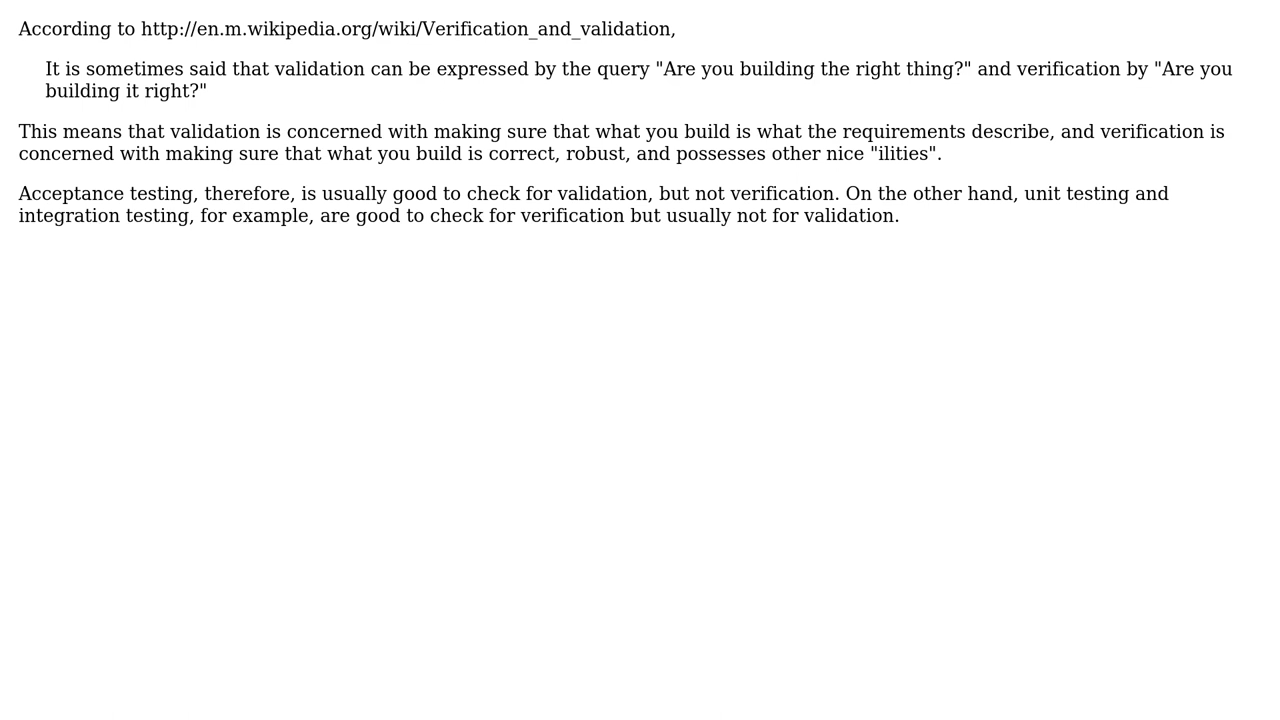 According to http://en.m.wikipedia.org/wiki/Verification_and_validation,
It is sometimes said that validation can be expressed by the query "Are you building the right thing?" and verification by "Are you
building it right?"
This means that validation is concerned with making sure that what you build is what the requirements describe, and verification is
concerned with making sure that what you build is correct, robust, and possesses other nice "ilities".
Acceptance testing, therefore, is usually good to check for validation, but not verification. On the other hand, unit testing and
integration testing, for example, are good to check for verification but usually not for validation.